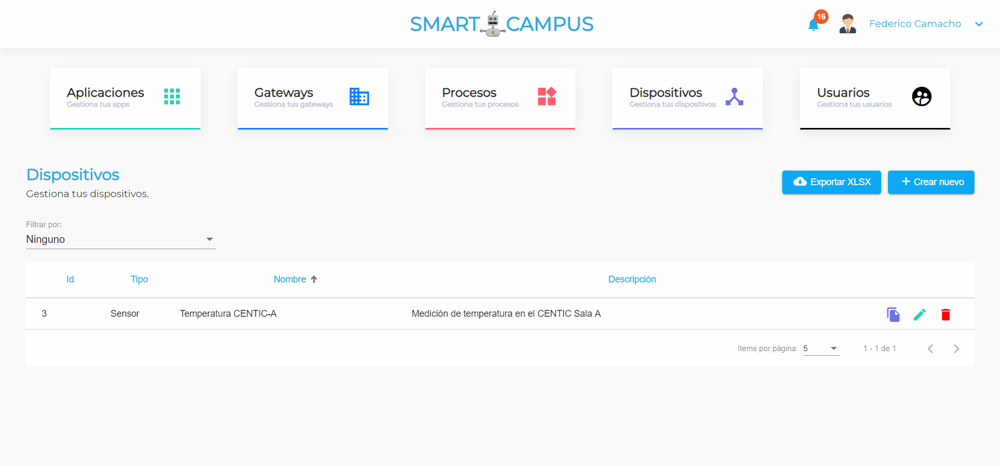 SMART CAMPUS
16
Federico Camacho
Aplicaciones
Gestiona tus apps
Gateways
Gestiona tus gateways
Procesos
Gestiona tus procesos
Dispositivos
Gestiona tus dispositivos
Usuarios
Gestiona tus usuarios
Dispositivos
Gestiona tus dispositivos.
Exportar XLSX
Crear nuevo
Filtrar por:
Ninguno
Id Tipo Nombre Descripción
3 Sensor Temperatura CENTIC-A Medición de temperatura en el CENTIC Sala A
Items por página: 5 1 - 1 de 1